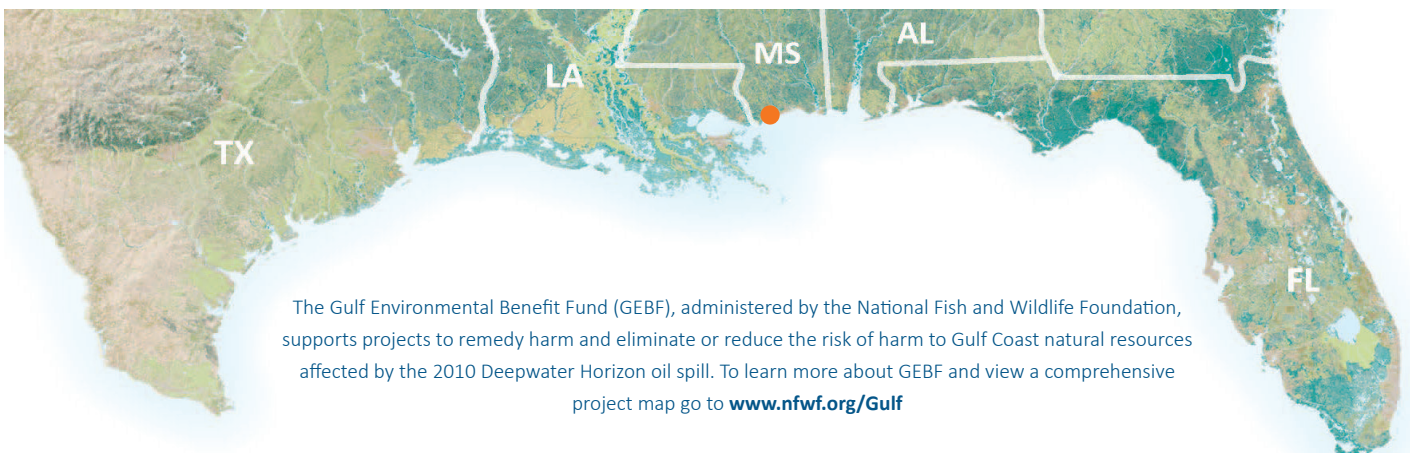 AL
MS
LA
TX
FL
The Gulf Environmental Benefit Fund (GEBF), administered by the National Fish and Wildlife Foundation,
supports projects to remedy harm and eliminate or reduce the risk of harm to Gulf Coast natural resources
affected by the 2010 Deepwater Horizon oil spill. To learn more about GEBF and view a comprehensive
project map go to www.nfwf.org/Gulf